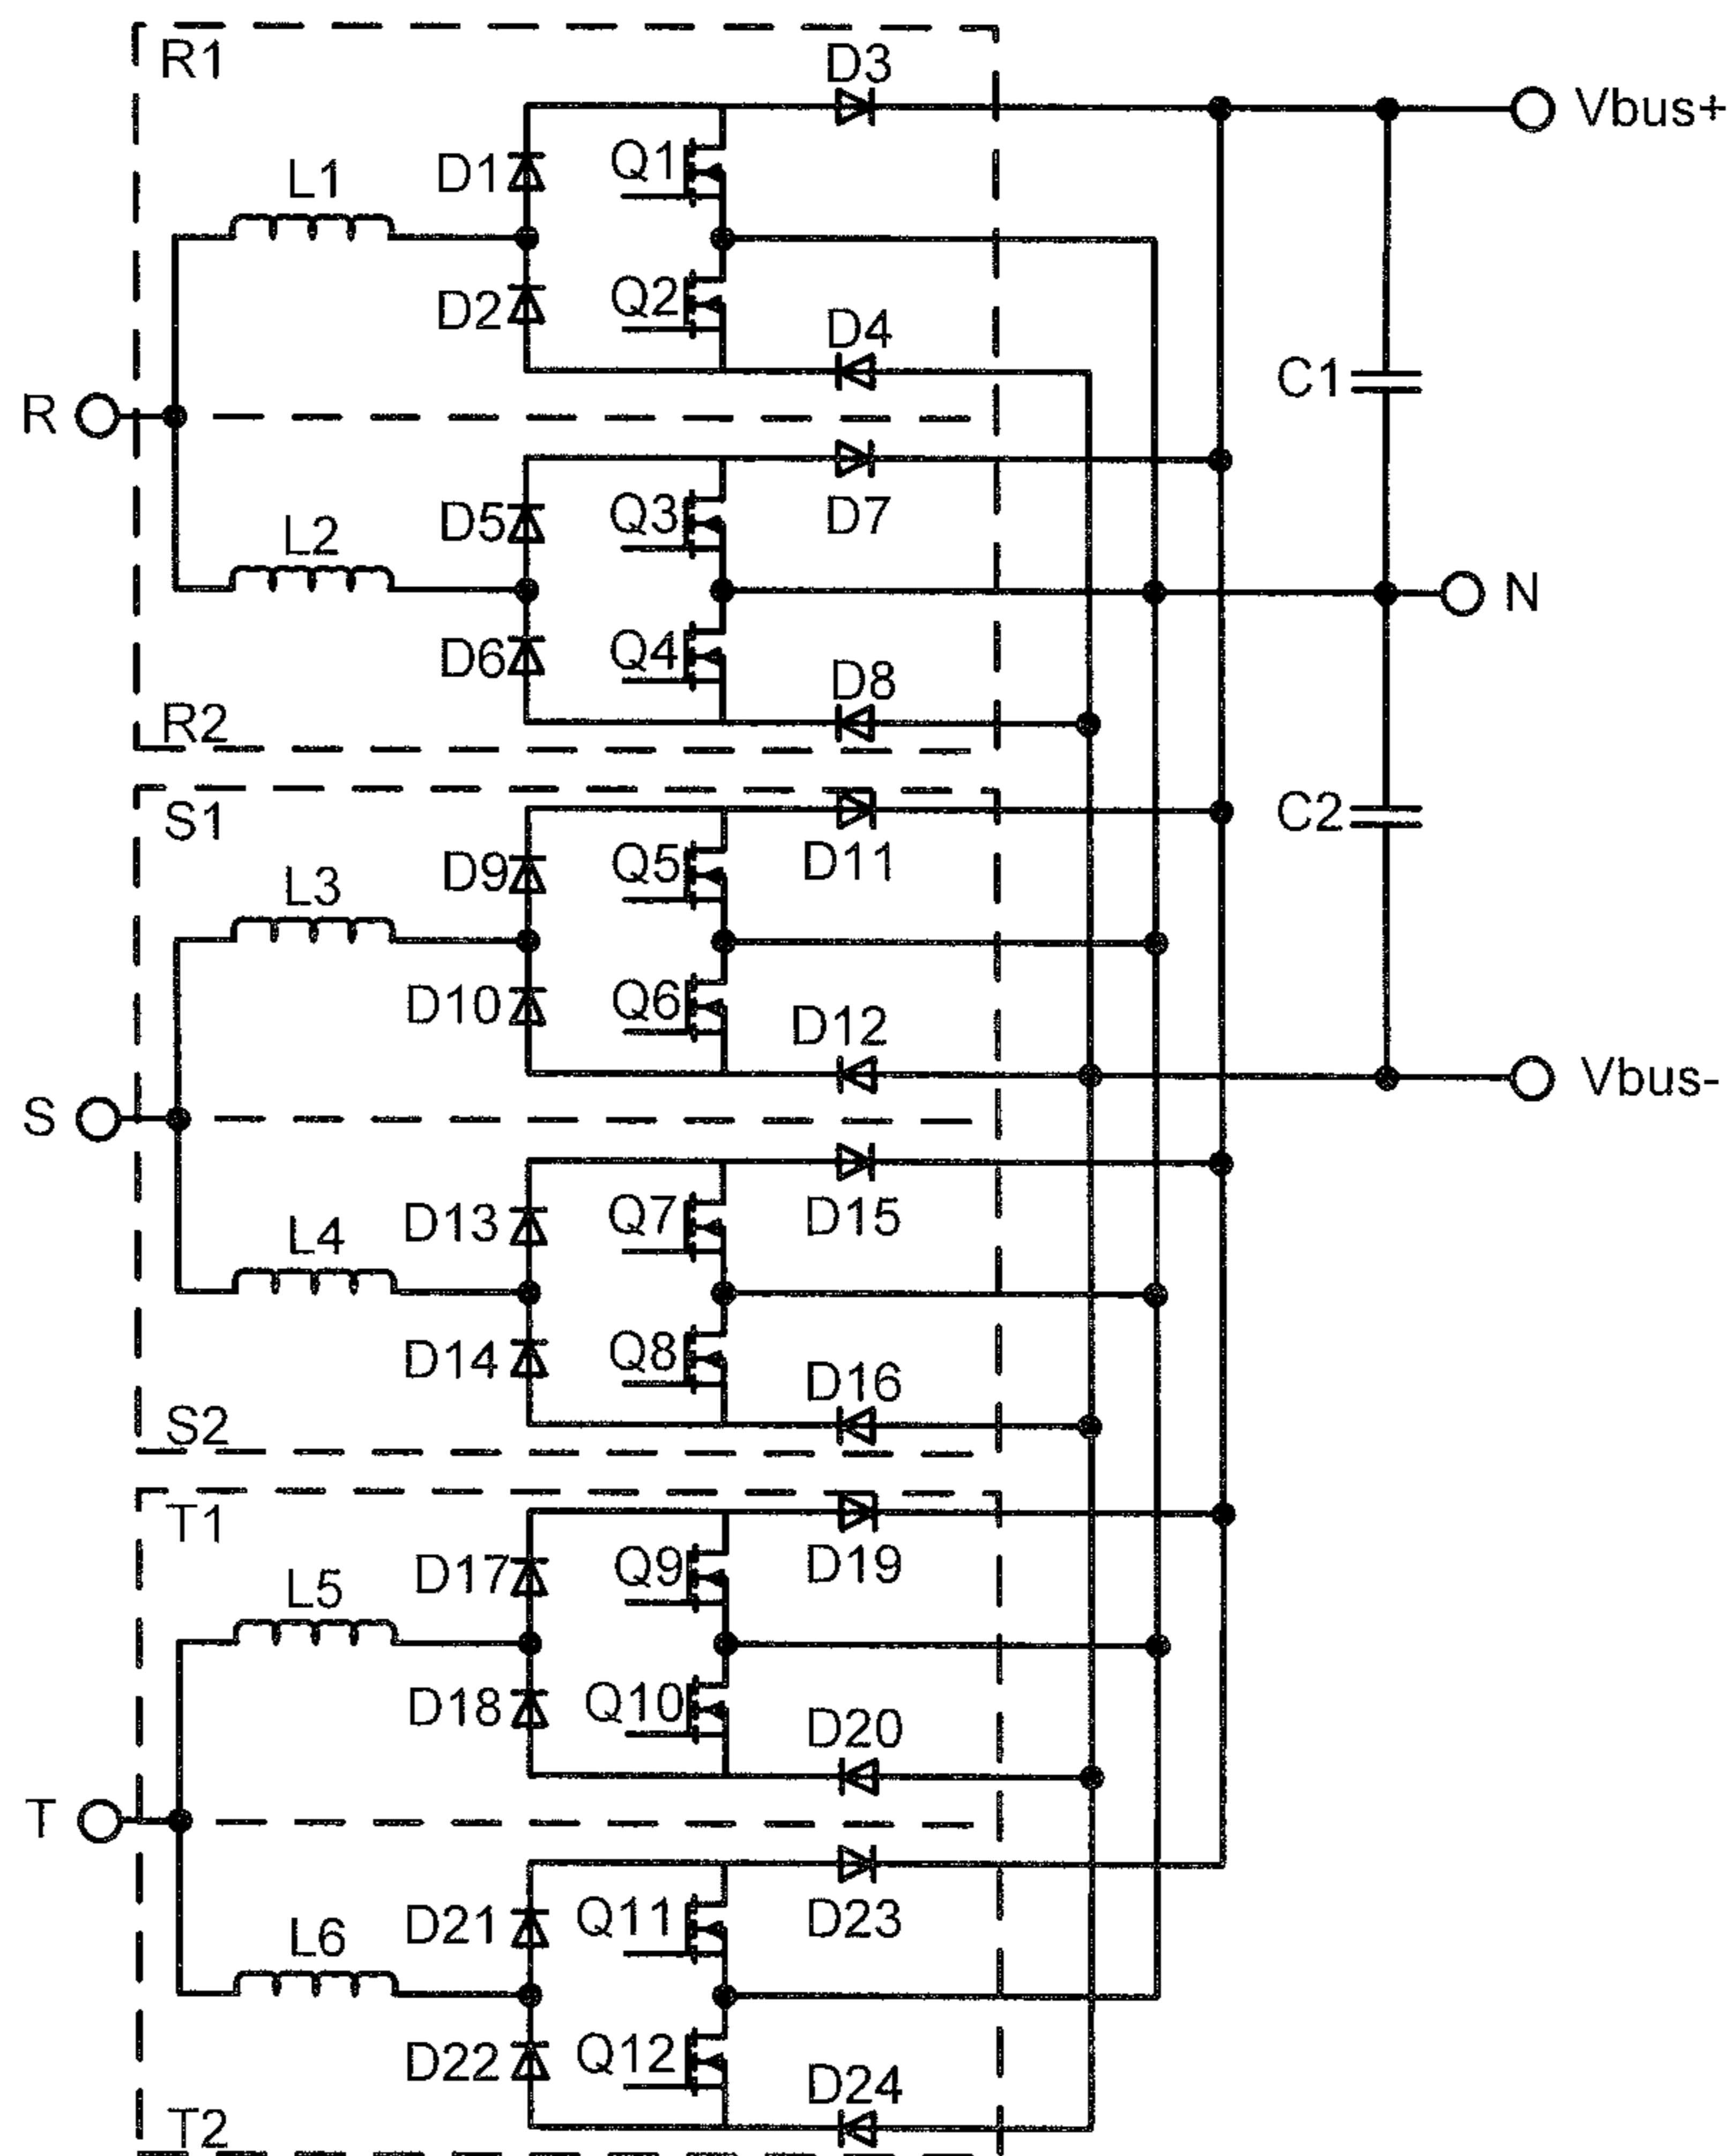 R1
D3
Vbus+
D1
Q1
L1
D2
Q2
D4
C1
R
D5
Q3
D7
L2
N
D6
Q4
D8
R2
S1
C2
D9
Q5
D11
L3
D10
Q6
D12
Vbus-
S
D13
Q7
D15
L4
D14
Q8
D16
S2
T1
D17
Q9
D19
L5
D18
Q10
D20
T
D21
Q11
D23
L6
D22
Q12
D24
T2